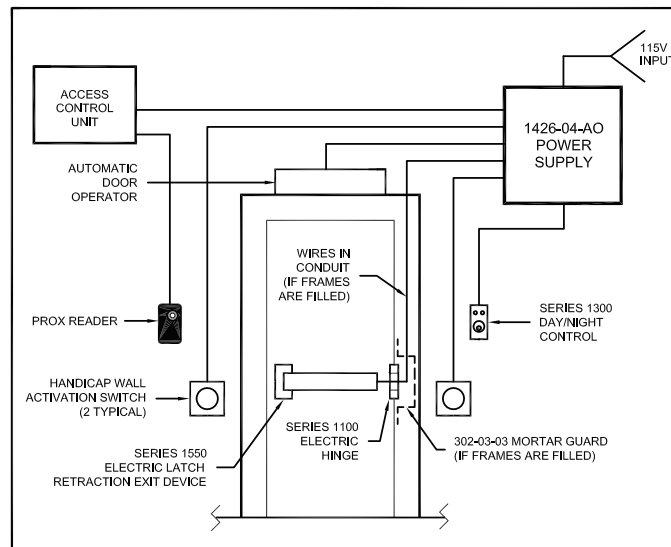 115V
INPUT
ACCESS
CONTROL
UNIT
1426-04-AO
POWER
SUPPLY
AUTOMATIC
DOOR
OPERATOR
WIRES IN
CONDUIT
(IF FRAMES
ARE FILLED)
PROX READER
SERIES 1300
DAY/NIGHT
CONTROL
HANDICAP WALL
ACTIVATION SWITCH
(2 TYPICAL)
SERIES 1550
ELECTRIC LATCH
RETRACTION EXIT DEVICE
SERIES 1100
ELECTRIC
HINGE
302-03-03 MORTAR GUARD
(IF FRAMES ARE FILLED)